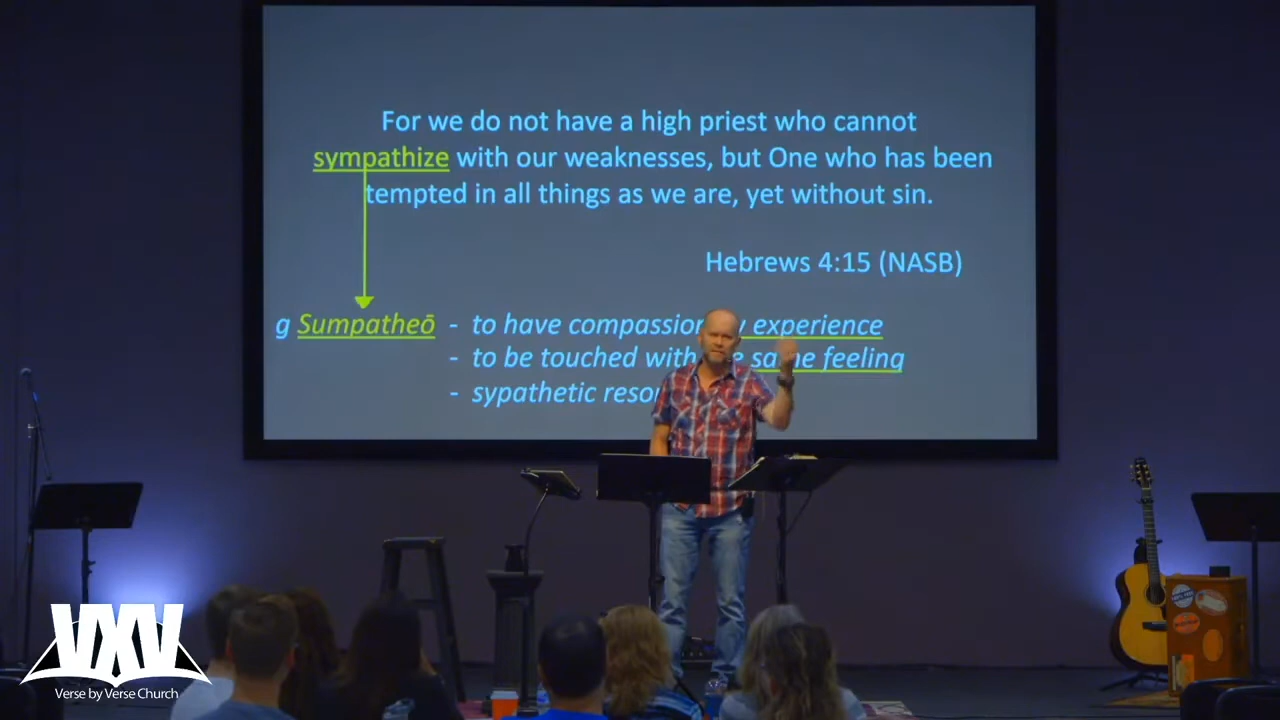 For we do not have a high priest who cannot
sympathize with our weaknesses, but One who has been
tempted in all things as we are, yet without sin.
Hebrews 4:15 (NASB)
g Sumpatheō - to have compassion experience
- to be touched with same feeling
- sypathetic
VXV
Verse by Verse Church